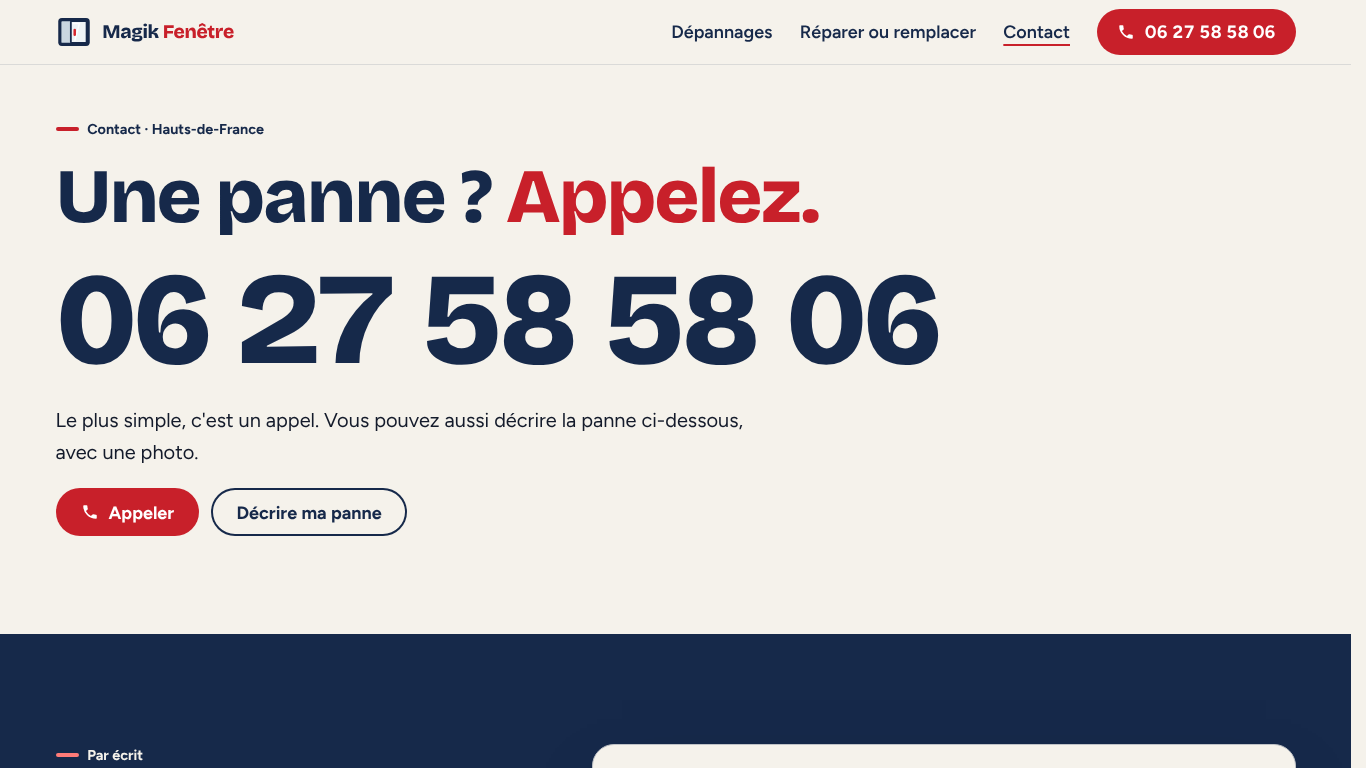 Magik Fenêtre
Dépannages
Réparer ou remplacer
Contact
06 27 58 58 06
Contact · Hauts-de-France
Une panne ? Appelez.
06 27 58 58 06
Le plus simple, c'est un appel. Vous pouvez aussi décrire la panne ci-dessous,
avec une photo.
Appeler
Décrire ma panne
Par écrit